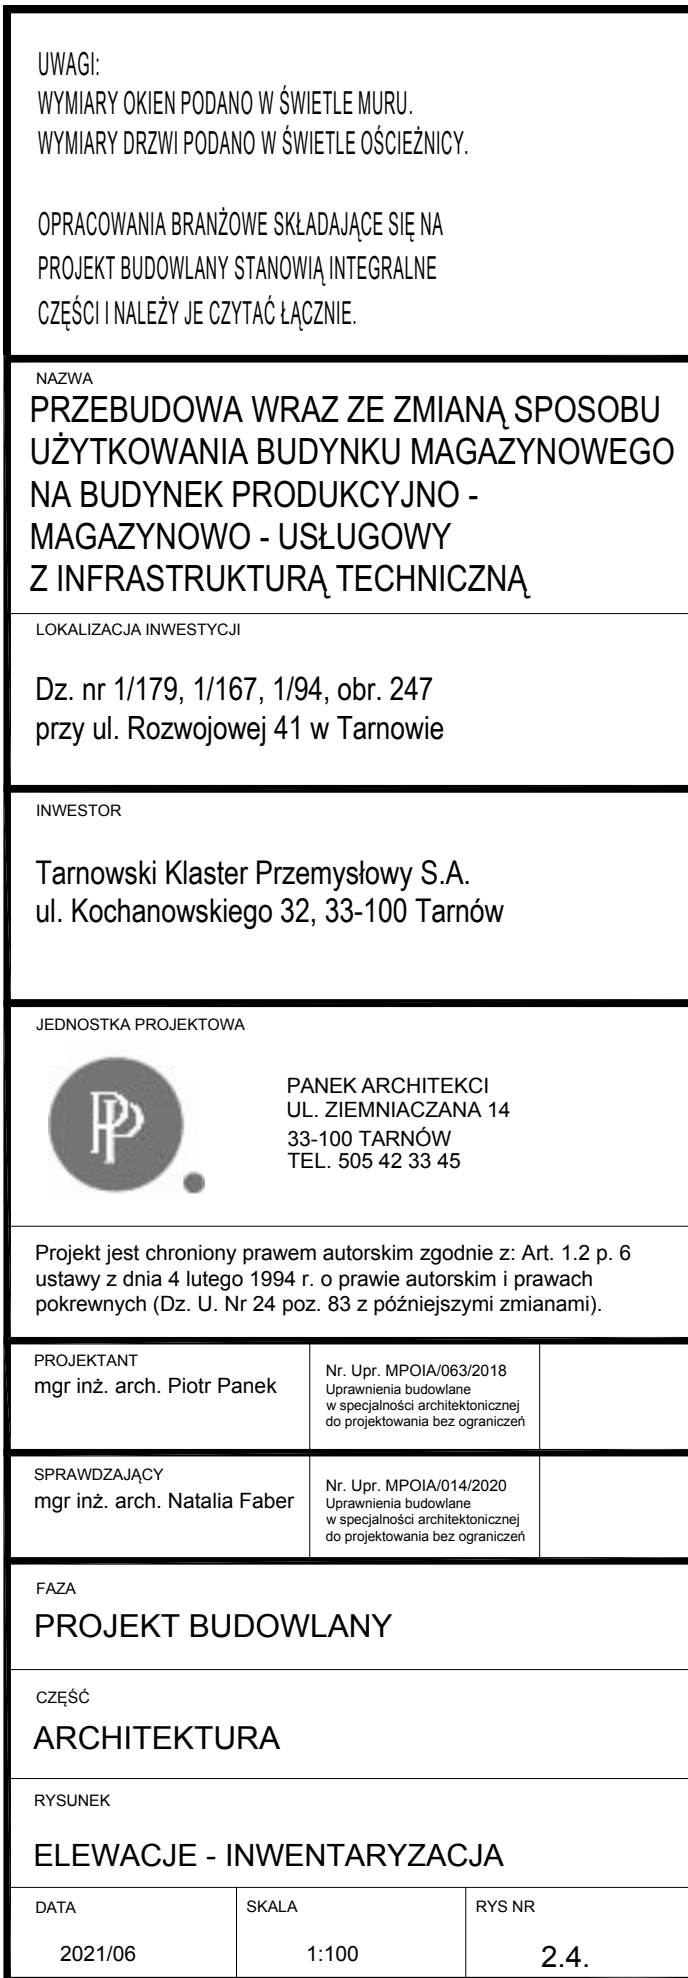 UWAGI:
WYMIARY OKIEN PODANO W ŚWIETLE MURU.
WYMIARY DRZWI PODANO W ŚWIETLE OŚCIEŻNICY.
OPRACOWANIA BRANŻOWE SKŁADAJĄCE SIĘ NA
PROJEKT BUDOWLANY STANOWIĄ INTEGRALNE
CZĘŚCI I NALEŻY JE CZYTAĆ ŁĄCZNIE.
NAZWA
PRZEBUDOWA WRAZ ZE ZMIANĄ SPOSOBU
UŻYTKOWANIA BUDYNKU MAGAZYNOWEGO
NA BUDYNEK PRODUKCYJNO -
MAGAZYNOWO - USŁUGOWY
Z INFRASTRUKTURĄ TECHNICZNĄ
LOKALIZACJA INWESTYCJI
Dz. nr 1/179, 1/167, 1/94, obr. 247
przy ul. Rozwojowej 41 w Tarnowie
INWESTOR
Tarnowski Klaster Przemysłowy S.A.
ul. Kochanowskiego 32, 33-100 Tarnów
JEDNOSTKA PROJEKTOWA
PP
PANEK ARCHITEKCI
UL. ZIEMNIACZANA 14
33-100 TARNÓW
TEL. 505 42 33 45
Projekt jest chroniony prawem autorskim zgodnie z: Art. 1.2 p. 6
ustawy z dnia 4 lutego 1994 r. o prawie autorskim i prawach
pokrewnych (Dz. U. Nr 24 poz. 83 z późniejszymi zmianami).
PROJEKTANT
mgr inż. arch. Piotr Panek
Nr. Upr. MPOIA/063/2018
Uprawnienia budowlane
w specjalności architektonicznej
do projektowania bez ograniczeń
SPRAWDZAJĄCY
mgr inż. arch. Natalia Faber
Nr. Upr. MPOIA/014/2020
Uprawnienia budowlane
w specjalności architektonicznej
do projektowania bez ograniczeń
FAZA
PROJEKT BUDOWLANY
CZĘŚĆ
ARCHITEKTURA
RYSUNEK
ELEWACJE - INWENTARYZACJA
DATA
2021/06
SKALA
1:100
RYS NR
2.4.